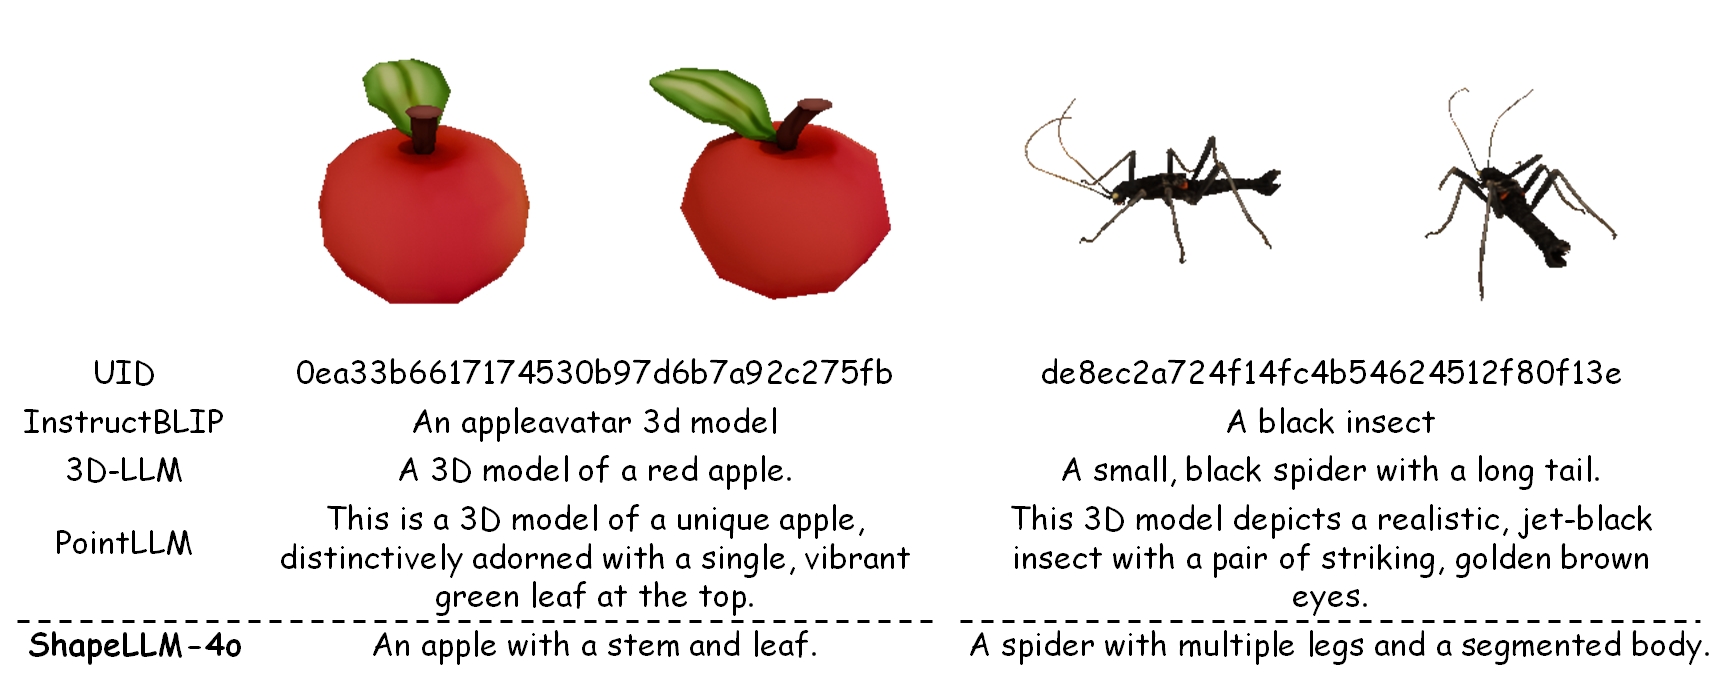 UID 0ea33b6617174530b97d6b7a92c275fb de8ec2a724f14fc4b54624512f80f13e
InstructBLIP An appleavatar 3d model A black insect
3D-LLM A 3D model of a red apple. A small, black spider with a long tail.
PointLLM
This is a 3D model of a unique apple,
distinctively adorned with a single, vibrant
green leaf at the top.
This 3D model depicts a realistic, jet-black
insect with a pair of striking, golden brown
eyes.
ShapeLLM-4o An apple with a stem and leaf. A spider with multiple legs and a segmented body.